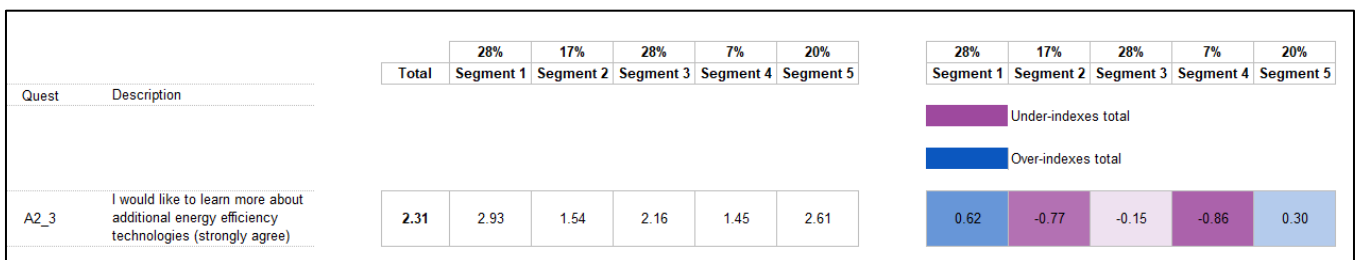 28% 17% 28% 7% 20% 28% 17% 28% 7% 20%
Total Segment 1 Segment 2 Segment 3 Segment 4 Segment 5 Segment 1 Segment 2 Segment 3 Segment 4 Segment 5
Quest Description
Under-indexes total
Over-indexes total
I would like to learn more about
A2_3 additional energy efficiency 2.31 2.93 1.54 2.16 1.45 2.61 0.62 -0.77 -0.15 -0.86 0.30
technologies (strongly agree)